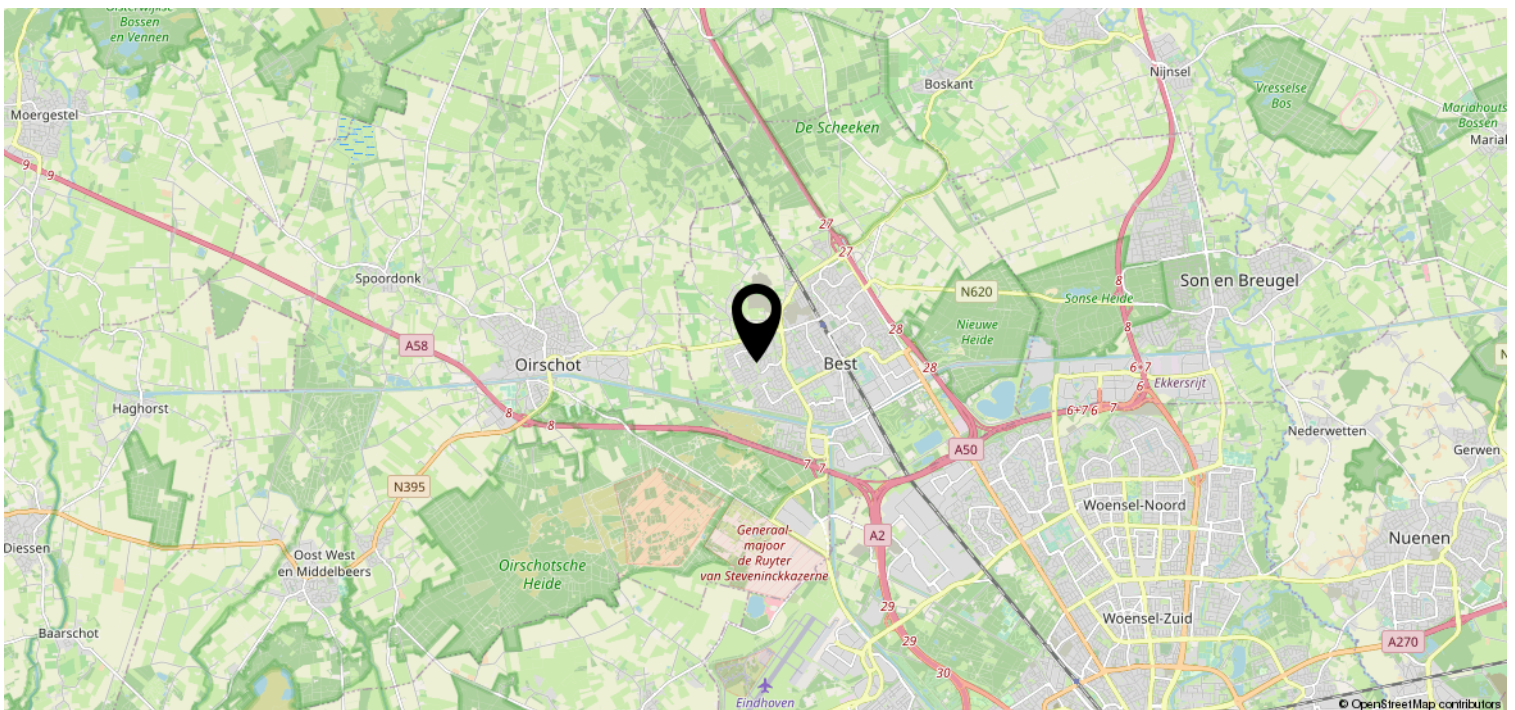 Oisterwijkse
Bossen
en Vennen
Moergestel
9
9
Boskant
Nijnsel
Vresselse
Bos
Mariahouts
Bossen
De Scheeken
27
27
Spoordonk
8
N620
Sonse Heide
Son en Breugel
A58
28
Nieuwe
Heide
8
Oirschot
Best
28
6+7
6
Ekkersrijt
Haghorst
8
8
6+7
6
7
Nederwetten
A50
Gerwen
7
7
N395
Woensel-Noord
A2
Generaal-
majoor
de Ruyter
van Steveninckkazerne
Nuenen
Diessen
Oost West
en Middelbeers
Oirschotsche
Heide
29
Woensel-Zuid
Baarschot
29
A270
30
Eindhoven
© OpenStreetMap contributors